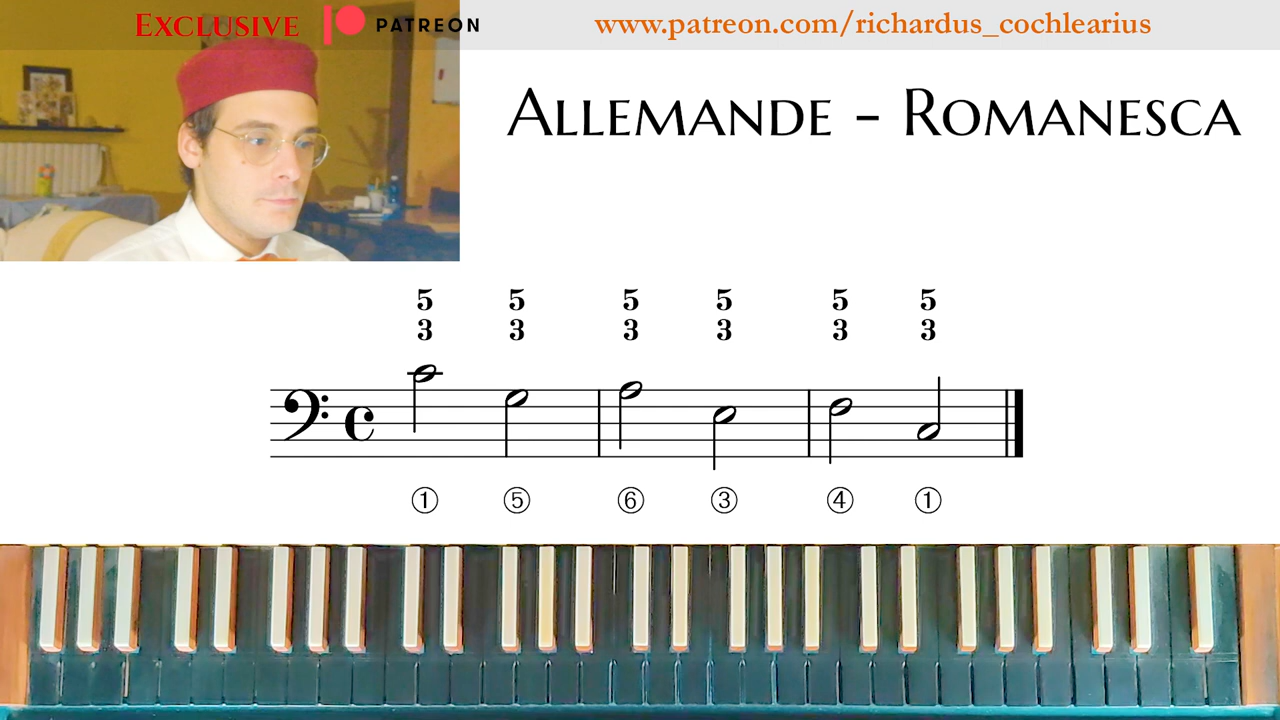 EXCLUSIVE PATREON www.patreon.com/richardus_cochlearius
ALLEMANDE - ROMANESCA
5 5 5 5 5 5
3 3 3 3 3 3
① ⑤ ⑥ ③ ④ ①